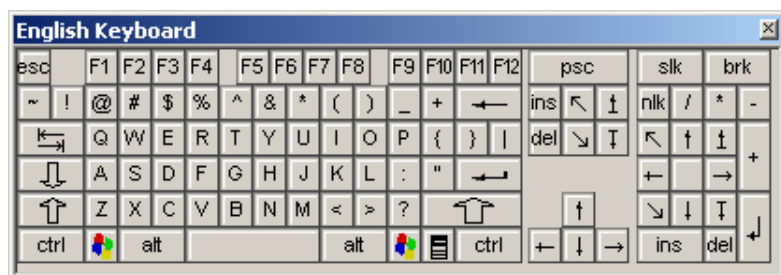 English Keyboard
esc F1 F2 F3 F4 F5 F6 F7 F8 F9 F10 F11 F12 psc slk brk
~ ! @ # $ % ^ & * ( ) _ + ← ins ↖ ↥ nlk / * -
↹ Q W E R T Y U I O P { } | del ↘ ↧ ↖ ↑ ↥ +
⇩ A S D F G H J K L : " ↵ ← →
⇧ Z X C V B N M < > ? ⇧ ↑ ↘ ↓ ↧ ↵
ctrl alt alt ctrl ← ↓ → ins del